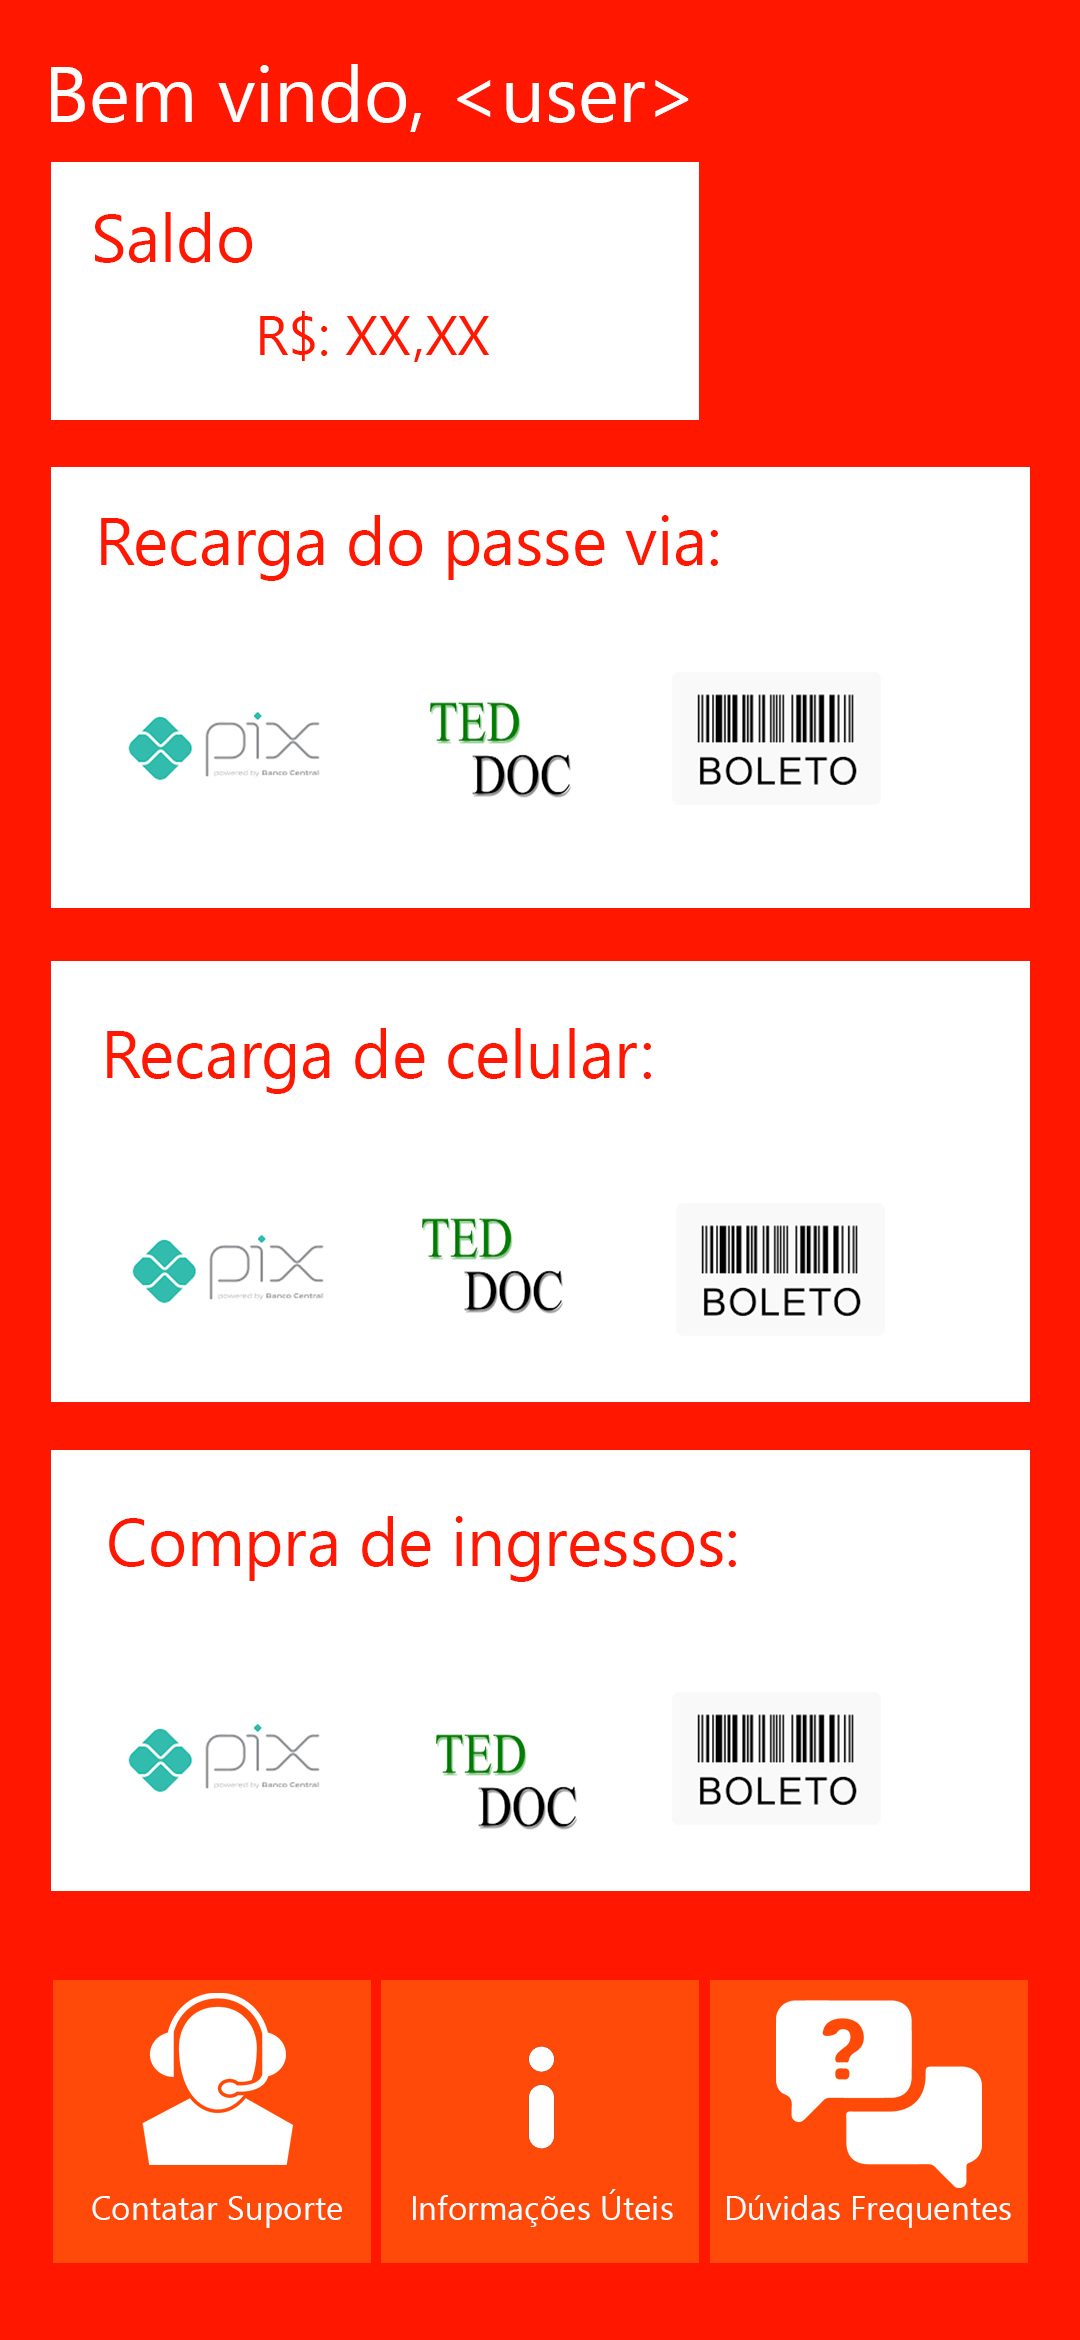 Bem vindo, <user>
Saldo
R$: XX,XX
Recarga do passe via:
pix
powered by Banco Central
TED
DOC
BOLETO
Recarga de celular:
pix
powered by Banco Central
TED
DOC
BOLETO
Compra de ingressos:
pix
powered by Banco Central
TED
DOC
BOLETO
?
Contatar Suporte
Informações Úteis
Dúvidas Frequentes